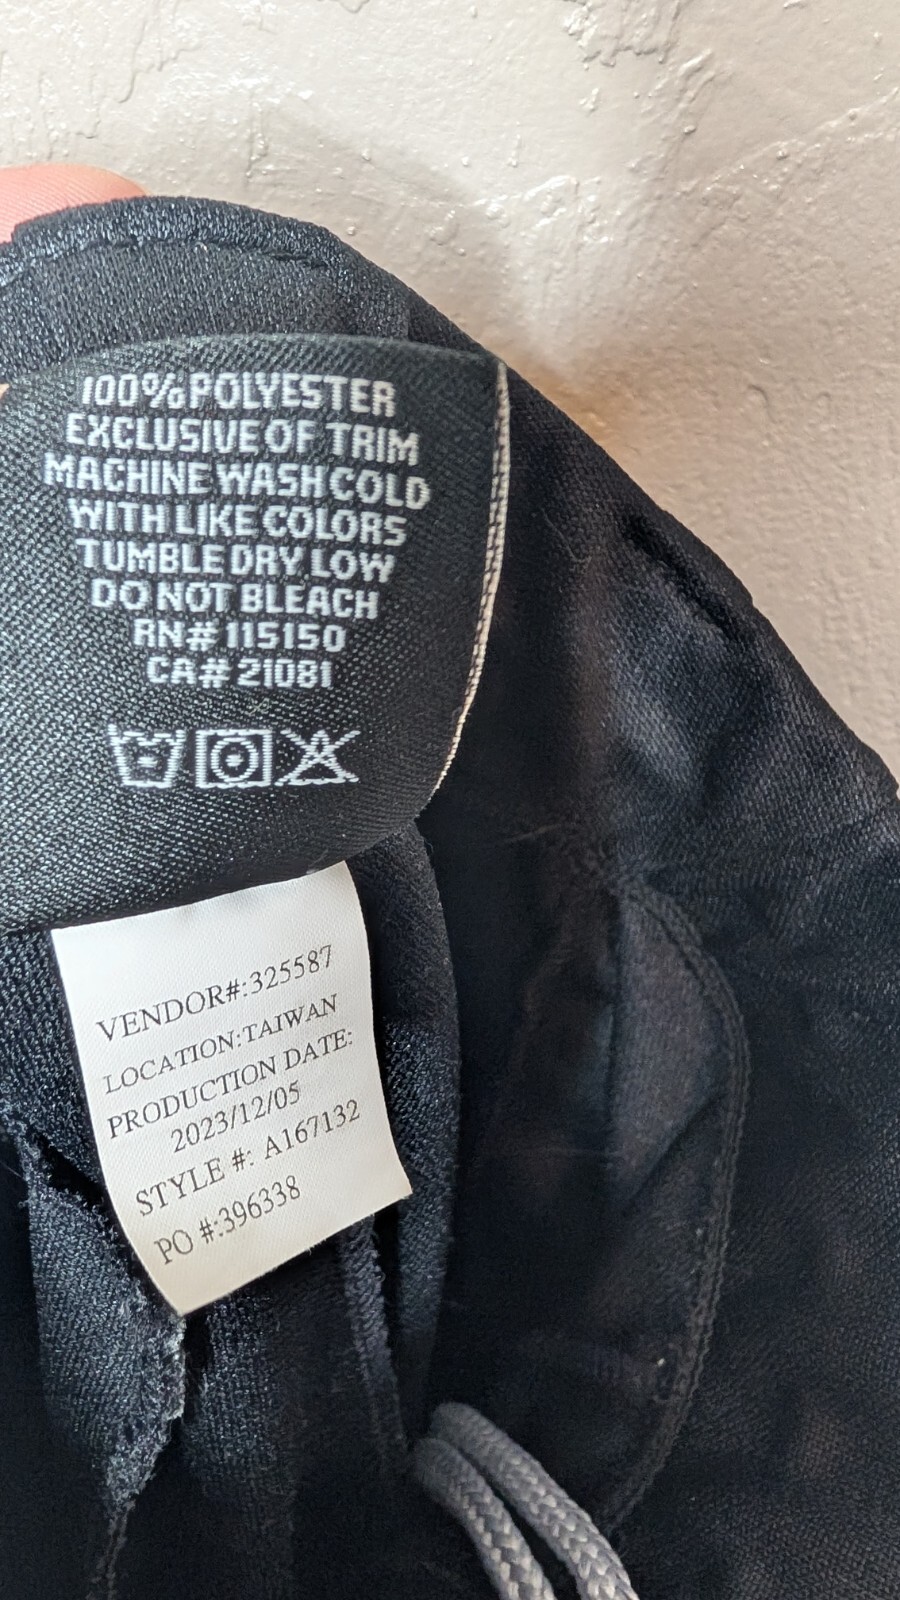 100% POLYESTER
EXCLUSIVE OF TRIM
MACHINE WASH COLD
WITH LIKE COLORS
TUMBLE DRY LOW
DO NOT BLEACH
RN# 115150
CA# 21081
VENDOR#:325587
LOCATION:TAIWAN
PRODUCTION DATE:
2023/12/05
STYLE #: A167132
PO #:396338